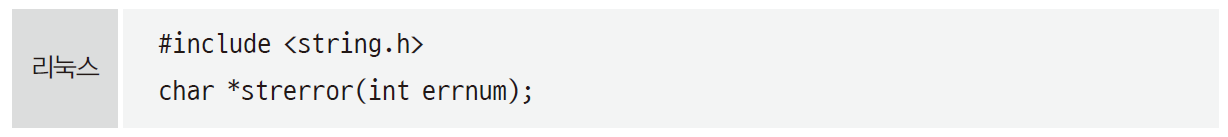 리눅스
#include <string.h>
char *strerror(int errnum);